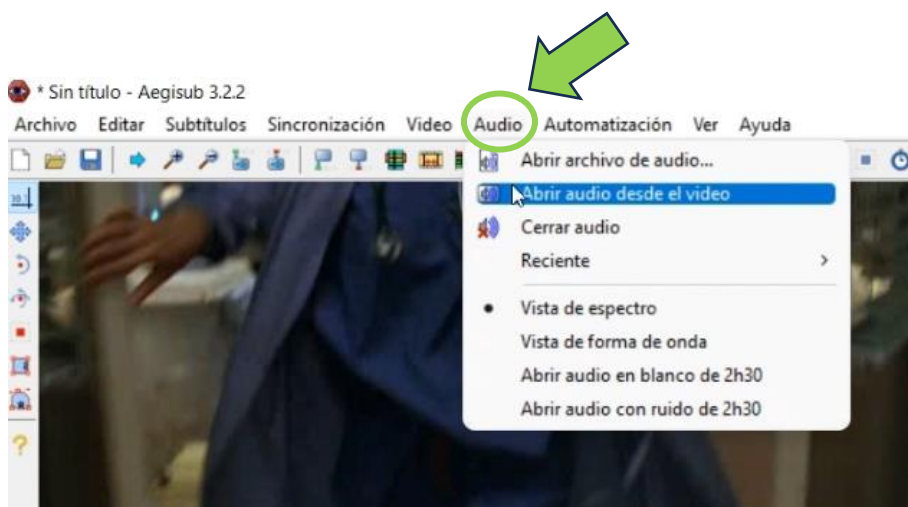 * Sin título - Aegisub 3.2.2
Archivo Editar Subtítulos Sincronización Video Audio Automatización Ver Ayuda
Abrir archivo de audio...
Abrir audio desde el video
Cerrar audio
Reciente
Vista de espectro
Vista de forma de onda
Abrir audio en blanco de 2h30
Abrir audio con ruido de 2h30